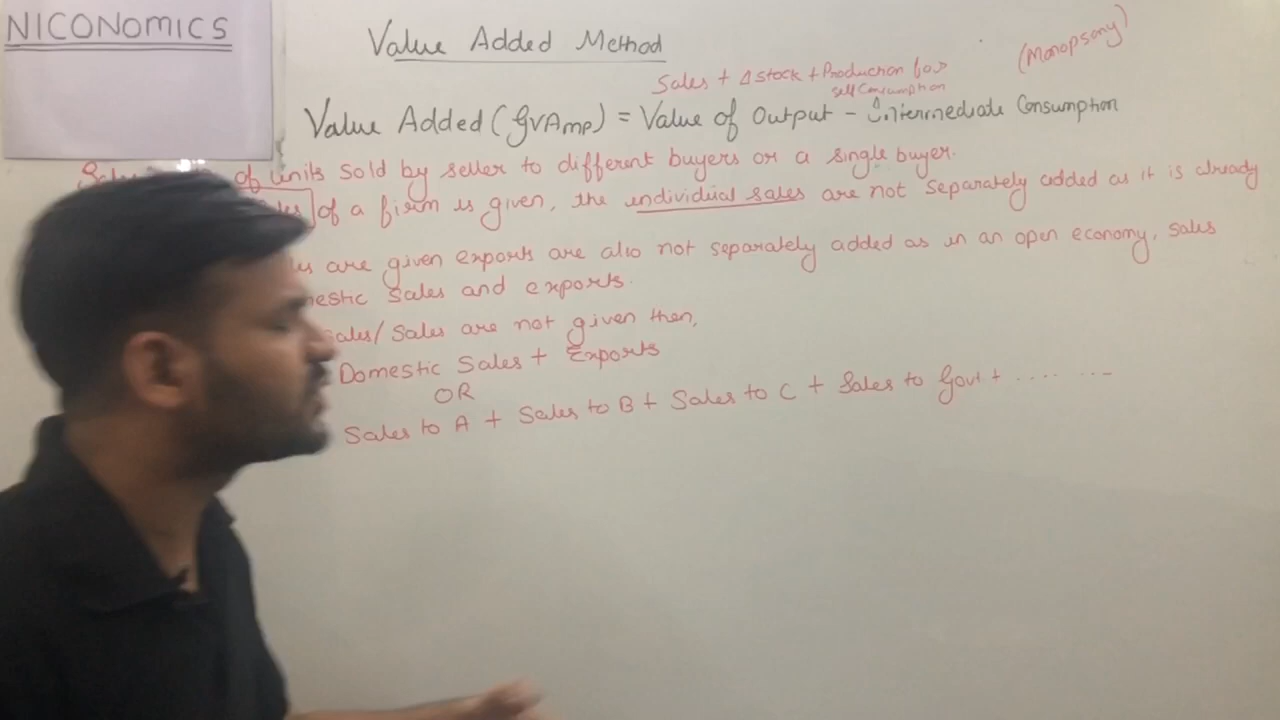 NICONOMICS
Value Added Method
(Monopsony)
Sales + Δstock + Production for
self Consumption
Value Added (GVAMP) = Value of Output - Intermediate Consumption
of units sold by seller to different buyers or a single buyer.
of a firm is given, the individual sales are not separately added as it is already
are given exports are also not separately added as in an open economy, sales
sales and exports.
Sales/ Sales are not given then,
Domestic Sales + Exports
OR
Sales to A + Sales to B + Sales to C + Sales to Govt + .... ...